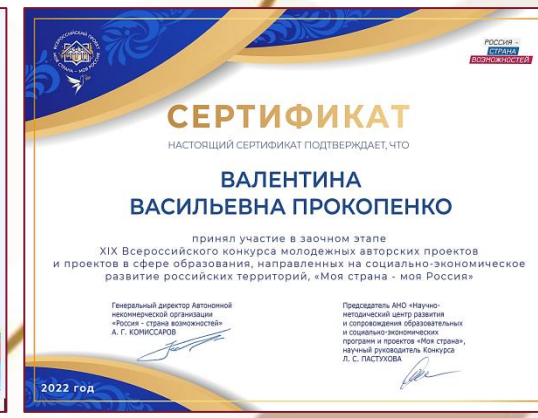 РОССИЯ –
СТРАНА
ВОЗМОЖНОСТЕЙ
СЕРТИФИКАТ
НАСТОЯЩИЙ СЕРТИФИКАТ ПОДТВЕРЖДАЕТ, ЧТО
ВАЛЕНТИНА
ВАСИЛЬЕВНА ПРОКОПЕНКО
принял участие в заочном этапе
XIX Всероссийского конкурса молодежных авторских проектов
и проектов в сфере образования, направленных на социально-экономическое
развитие российских территорий, «Моя страна - моя Россия»
Генеральный директор Автономной
некоммерческой организации
«Россия - страна возможностей»
А. Г. КОМИССАРОВ
Председатель АНО «Научно-
методический центр развития
и сопровождения образовательных
и социально-экономических
программ и проектов «Моя страна»,
научный руководитель Конкурса
Л. С. ПАСТУХОВА
2022 год